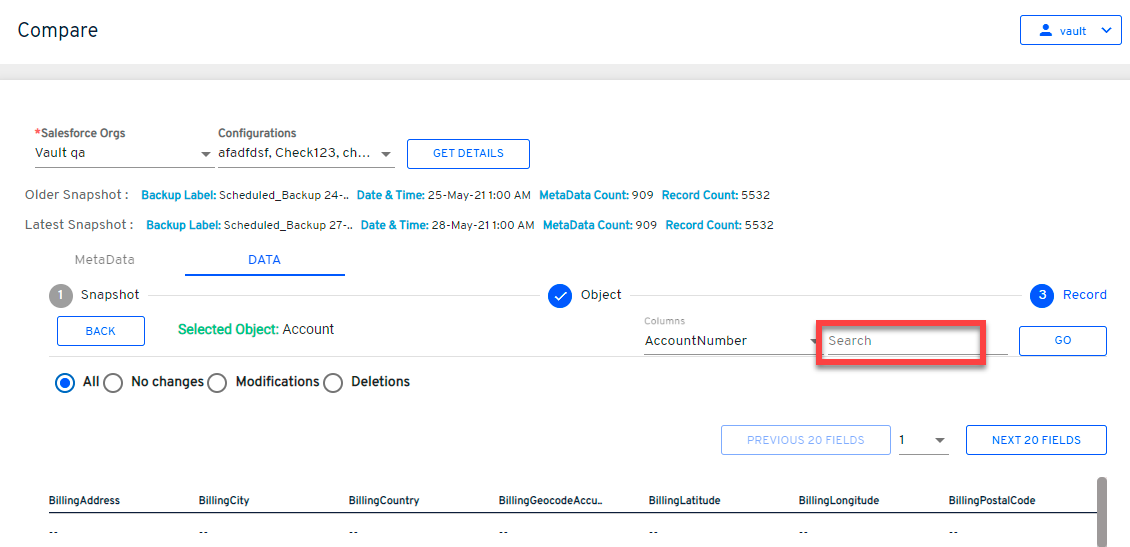 Compare
vault
*Salesforce Orgs
Configurations
Vault qa
afadfdsf, Check123, ch...
GET DETAILS
Older Snapshot : Backup Label: Scheduled_Backup 24-.. Date & Time: 25-May-21 1:00 AM MetaData Count: 909 Record Count: 5532
Latest Snapshot : Backup Label: Scheduled_Backup 27-.. Date & Time: 28-May-21 1:00 AM MetaData Count: 909 Record Count: 5532
MetaData DATA
1 Snapshot Object 3 Record
BACK Selected Object: Account
Columns
AccountNumber Search GO
All No changes Modifications Deletions
PREVIOUS 20 FIELDS 1 NEXT 20 FIELDS
BillingAddress BillingCity BillingCountry BillingGeocodeAccu.. BillingLatitude BillingLongitude BillingPostalCode
-- -- -- -- -- -- --